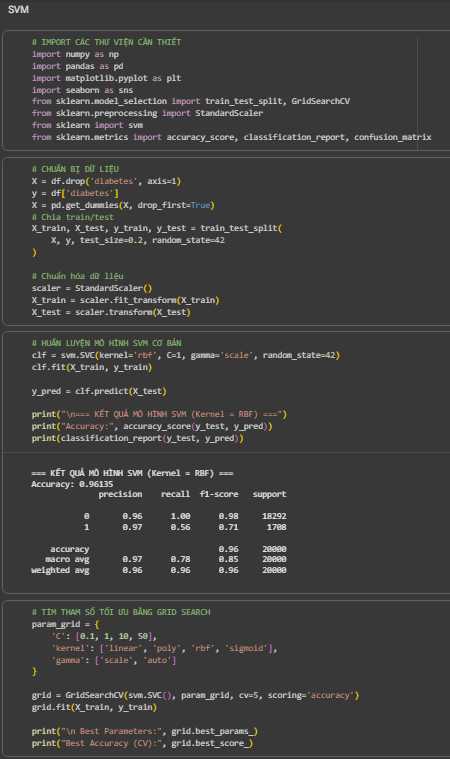 SVM
# IMPORT CÁC THƯ VIỆN CẦN THIẾT
import numpy as np
import pandas as pd
import matplotlib.pyplot as plt
import seaborn as sns
from sklearn.model_selection import train_test_split, GridSearchCV
from sklearn.preprocessing import StandardScaler
from sklearn import svm
from sklearn.metrics import accuracy_score, classification_report, confusion_matrix
# CHUẨN BỊ DỮ LIỆU
X = df.drop('diabetes', axis=1)
y = df['diabetes']
X = pd.get_dummies(X, drop_first=True)
# Chia train/test
X_train, X_test, y_train, y_test = train_test_split(
    X, y, test_size=0.2, random_state=42
)
# Chuẩn hóa dữ liệu
scaler = StandardScaler()
X_train = scaler.fit_transform(X_train)
X_test = scaler.transform(X_test)
# HUẤN LUYỆN MÔ HÌNH SVM CƠ BẢN
clf = svm.SVC(kernel='rbf', C=1, gamma='scale', random_state=42)
clf.fit(X_train, y_train)
y_pred = clf.predict(X_test)
print("\n=== KẾT QUẢ MÔ HÌNH SVM (Kernel = RBF) ===")
print("Accuracy:", accuracy_score(y_test, y_pred))
print(classification_report(y_test, y_pred))
=== KẾT QUẢ MÔ HÌNH SVM (Kernel = RBF) ===
Accuracy: 0.96135
precision recall f1-score support
0 0.96 1.00 0.98 18292
1 0.97 0.56 0.71 1708
accuracy 0.96 20000
macro avg 0.97 0.78 0.85 20000
weighted avg 0.96 0.96 0.96 20000
# TÌM THAM SỐ TỐI ƯU BẰNG GRID SEARCH
param_grid = {
    'C': [0.1, 1, 10, 50],
    'kernel': ['linear', 'poly', 'rbf', 'sigmoid'],
    'gamma': ['scale', 'auto']
}
grid = GridSearchCV(svm.SVC(), param_grid, cv=5, scoring='accuracy')
grid.fit(X_train, y_train)
print("\n Best Parameters:", grid.best_params_)
print("Best Accuracy (CV):", grid.best_score_)